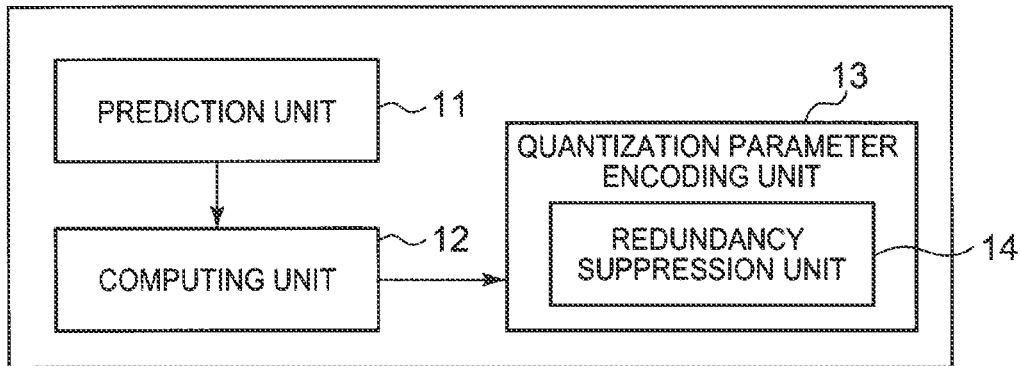 PREDICTION UNIT
11
13
QUANTIZATION PARAMETER
ENCODING UNIT
12
COMPUTING UNIT
REDUNDANCY
SUPPRESSION UNIT
14